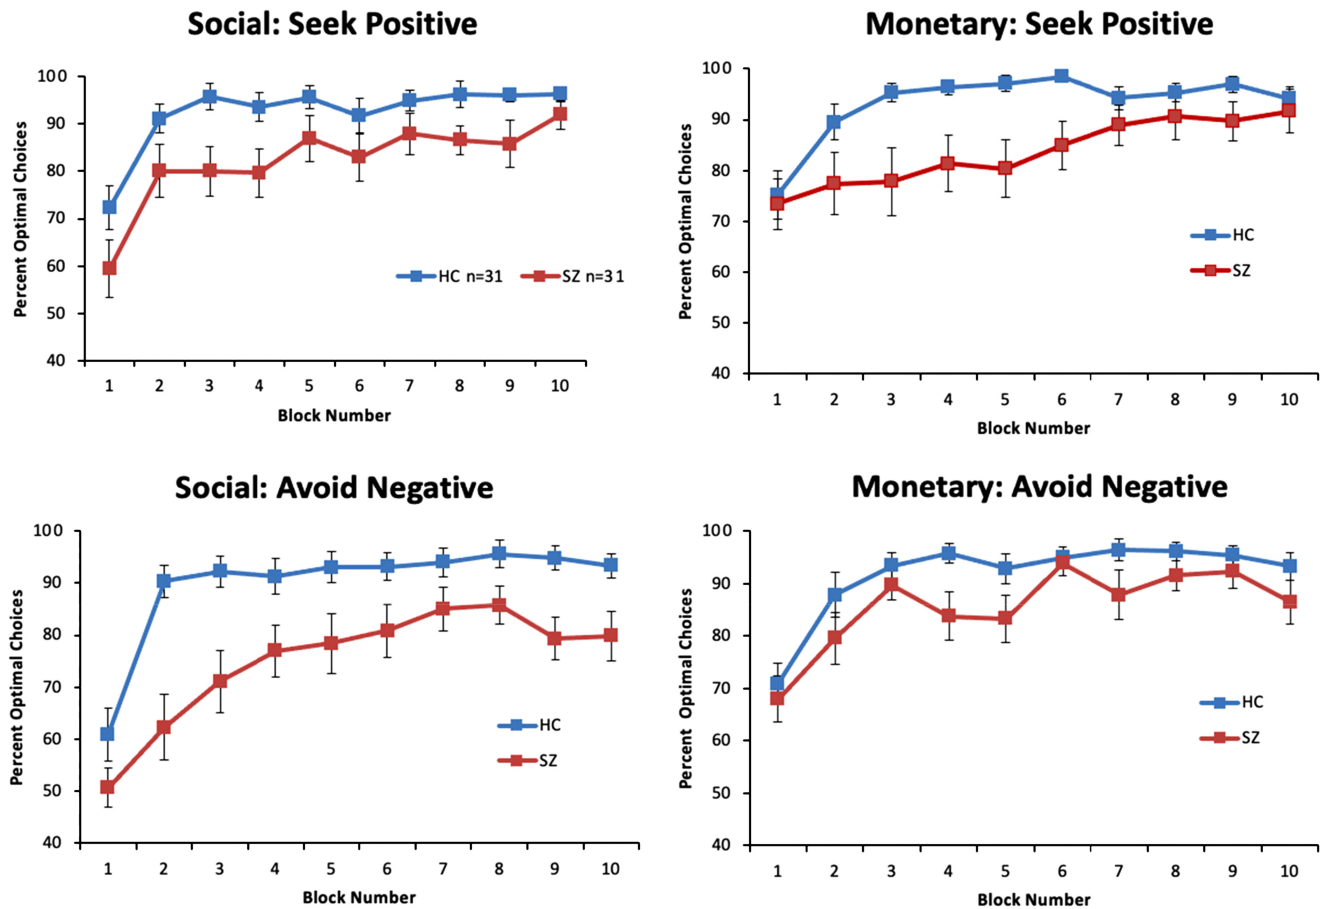 Social: Seek Positive
Percent Optimal Choices
100
90
80
70
60
50
40
HC n=31 SZ n=31
1 2 3 4 5 6 7 8 9 10
Block Number
Monetary: Seek Positive
Percent Optimal Choices
100
90
80
70
60
50
40
HC
SZ
1 2 3 4 5 6 7 8 9 10
Block Number
Social: Avoid Negative
Percent Optimal Choices
100
90
80
70
60
50
40
HC
SZ
1 2 3 4 5 6 7 8 9 10
Block Number
Monetary: Avoid Negative
Percent Optimal Choices
100
90
80
70
60
50
40
HC
SZ
1 2 3 4 5 6 7 8 9 10
Block Number